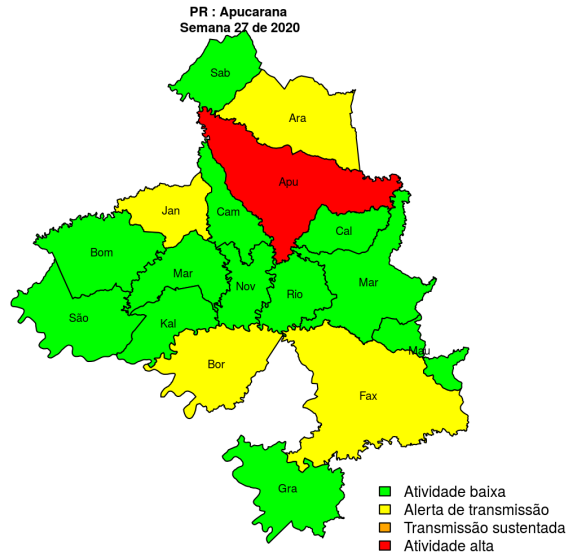 PR : Apucarana
Semana 27 de 2020
Sab
Ara
Apu
Jan
Cam
Cal
Bom
Mar
Nov
Rio
Mar
São
Kal
Mau
Bor
Fax
Gra
Atividade baixa
Alerta de transmissão
Transmissão sustentada
Atividade alta